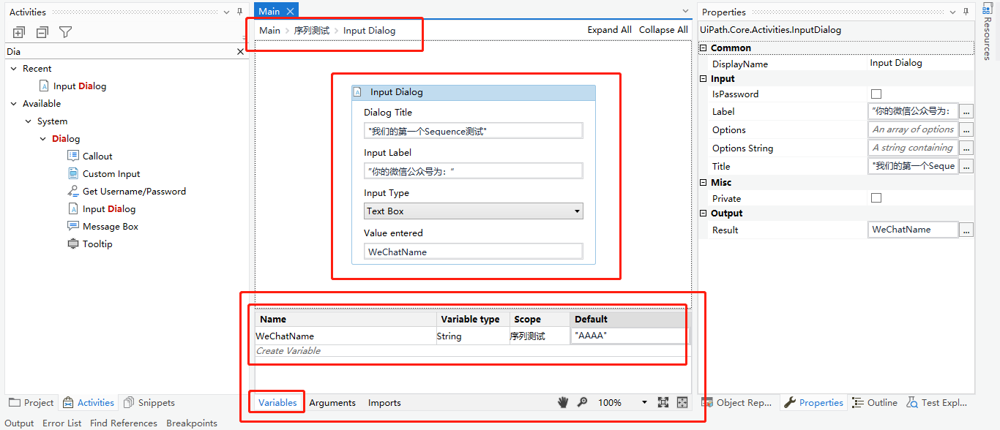 Activities
Dia
Recent
Input Dialog
Available
System
Dialog
Callout
Custom Input
Get Username/Password
Input Dialog
Message Box
Tooltip
Project Activities Snippets
Output Error List Find References Breakpoints
Main
Main > 序列测试 > Input Dialog
Expand All Collapse All
Input Dialog
Dialog Title
"我们的第一个Sequence测试"
Input Label
"你的微信公众号为："
Input Type
Text Box
Value entered
WeChatName
Name Variable type Scope Default
WeChatName String 序列测试 "AAAA"
Create Variable
Variables Arguments Imports 100%
Properties
UiPath.Core.Activities.InputDialog
Common
DisplayName Input Dialog
Input
IsPassword
Label "你的微信公众号为： ...
Options An array of options ...
Options String A string containing ...
Title "我们的第一个Seque ...
Misc
Private
Output
Result WeChatName ...
Object Rep... Properties Outline Test Expl...
Resources